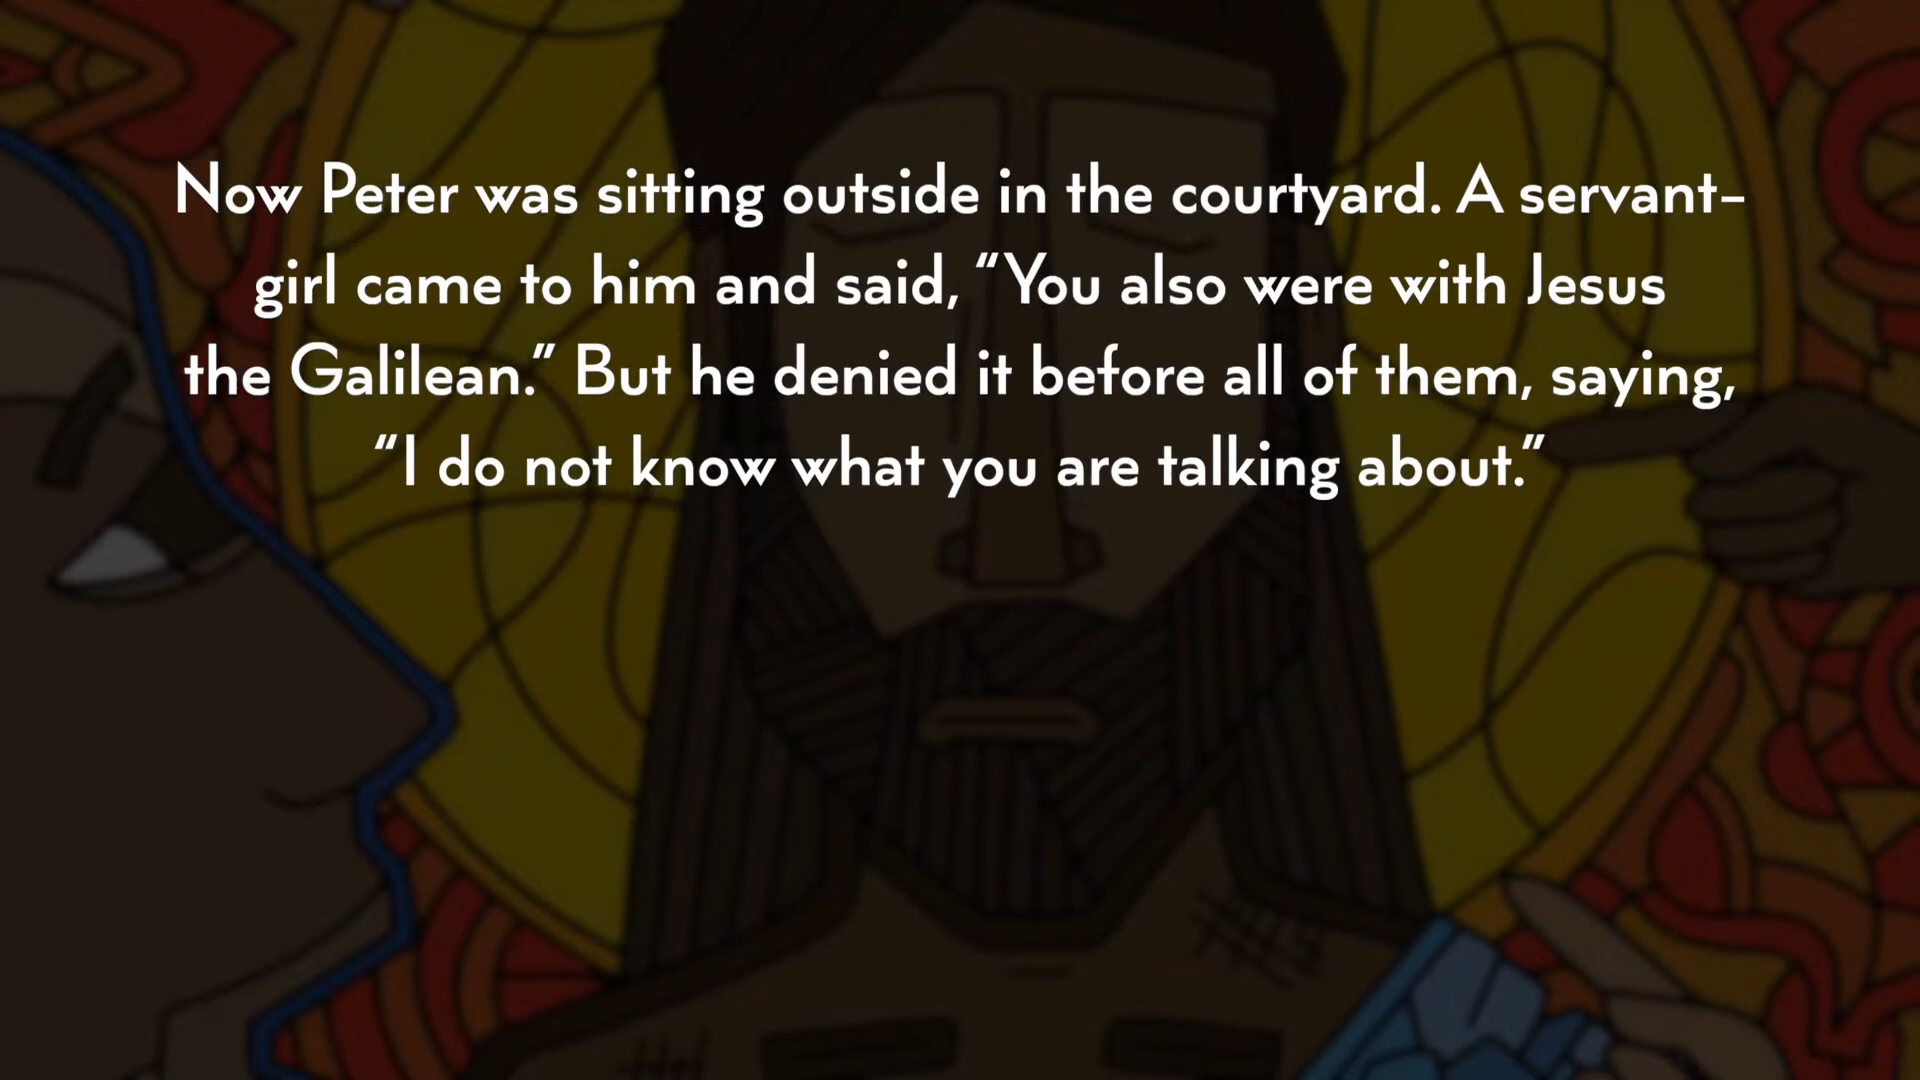 Now Peter was sitting outside in the courtyard. A servant-
girl came to him and said, “You also were with Jesus
the Galilean.” But he denied it before all of them, saying,
“I do not know what you are talking about.”